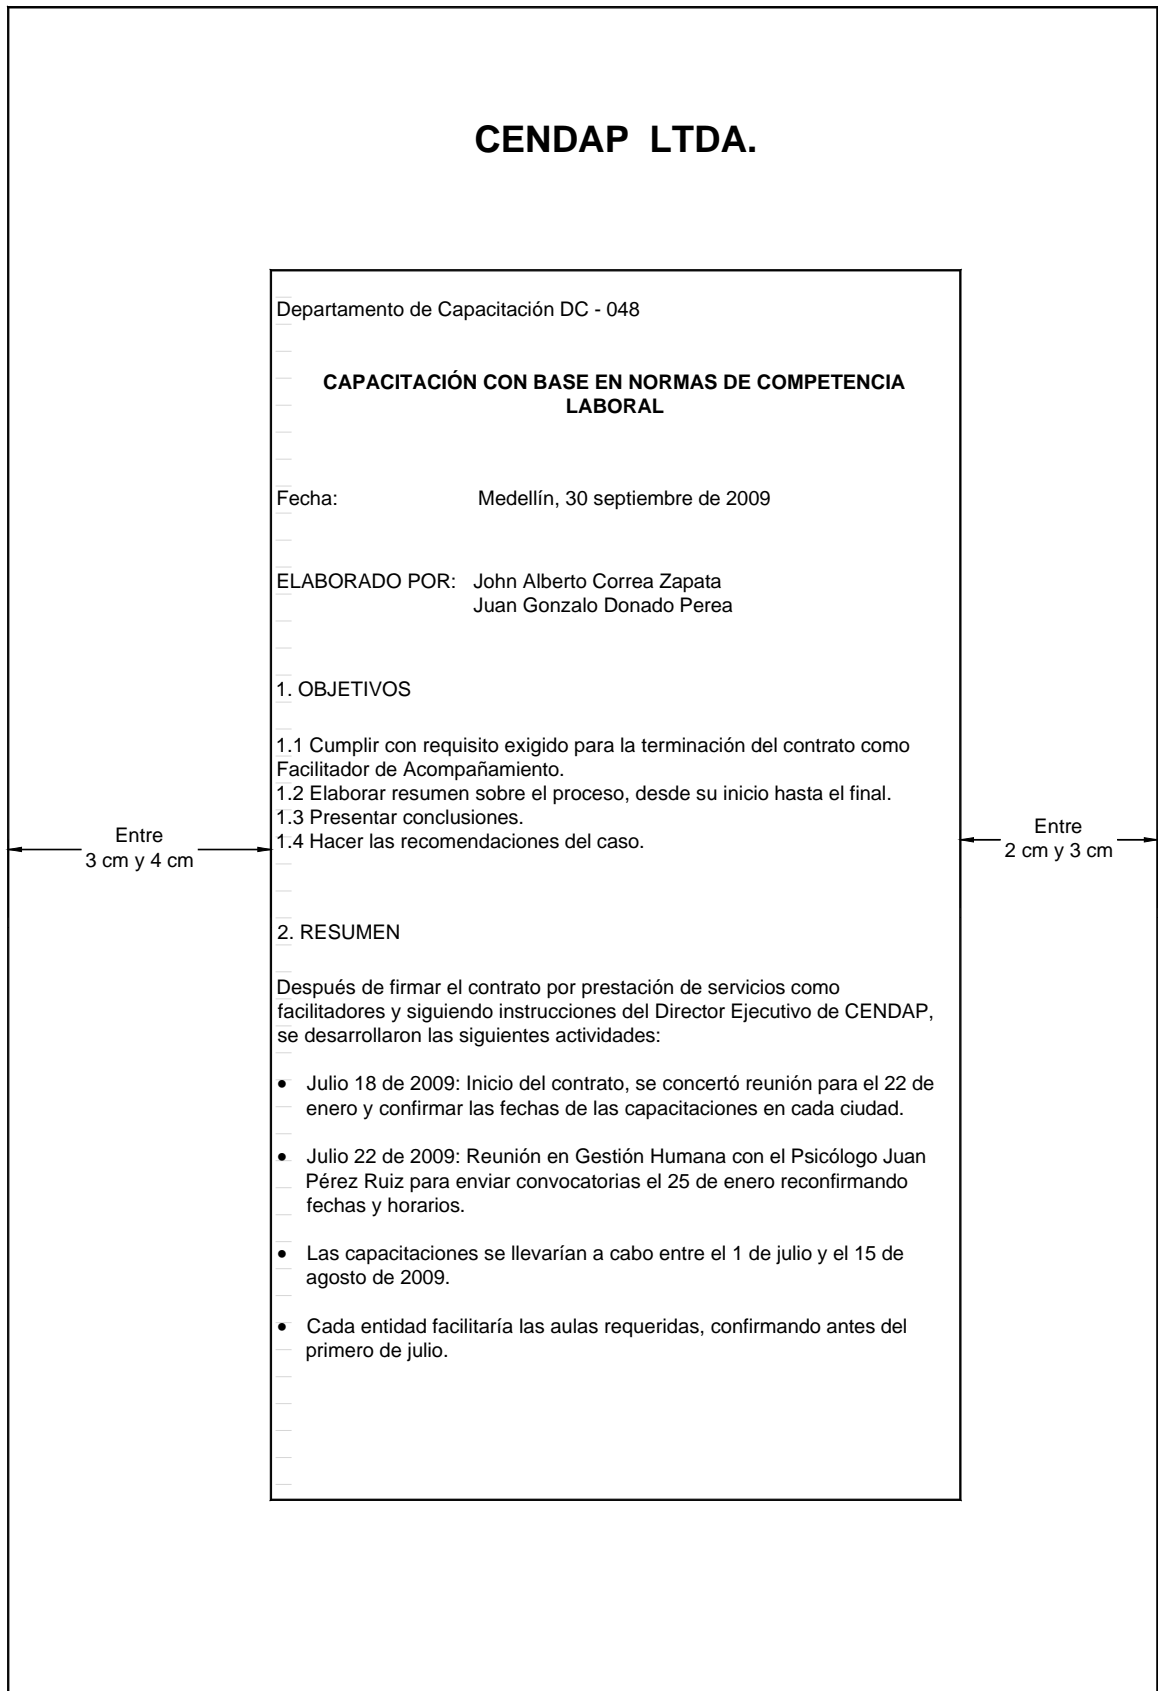 CENDAP LTDA.
Departamento de Capacitación DC - 048
CAPACITACIÓN CON BASE EN NORMAS DE COMPETENCIA
LABORAL
Fecha: Medellín, 30 septiembre de 2009
ELABORADO POR: John Alberto Correa Zapata
Juan Gonzalo Donado Perea
1. OBJETIVOS
1.1 Cumplir con requisito exigido para la terminación del contrato como
Facilitador de Acompañamiento.
1.2 Elaborar resumen sobre el proceso, desde su inicio hasta el final.
1.3 Presentar conclusiones.
1.4 Hacer las recomendaciones del caso.
Entre
3 cm y 4 cm
Entre
2 cm y 3 cm
2. RESUMEN
Después de firmar el contrato por prestación de servicios como
facilitadores y siguiendo instrucciones del Director Ejecutivo de CENDAP,
se desarrollaron las siguientes actividades:
• Julio 18 de 2009: Inicio del contrato, se concertó reunión para el 22 de
enero y confirmar las fechas de las capacitaciones en cada ciudad.
• Julio 22 de 2009: Reunión en Gestión Humana con el Psicólogo Juan
Pérez Ruiz para enviar convocatorias el 25 de enero reconfirmando
fechas y horarios.
• Las capacitaciones se llevarían a cabo entre el 1 de julio y el 15 de
agosto de 2009.
• Cada entidad facilitaría las aulas requeridas, confirmando antes del
primero de julio.